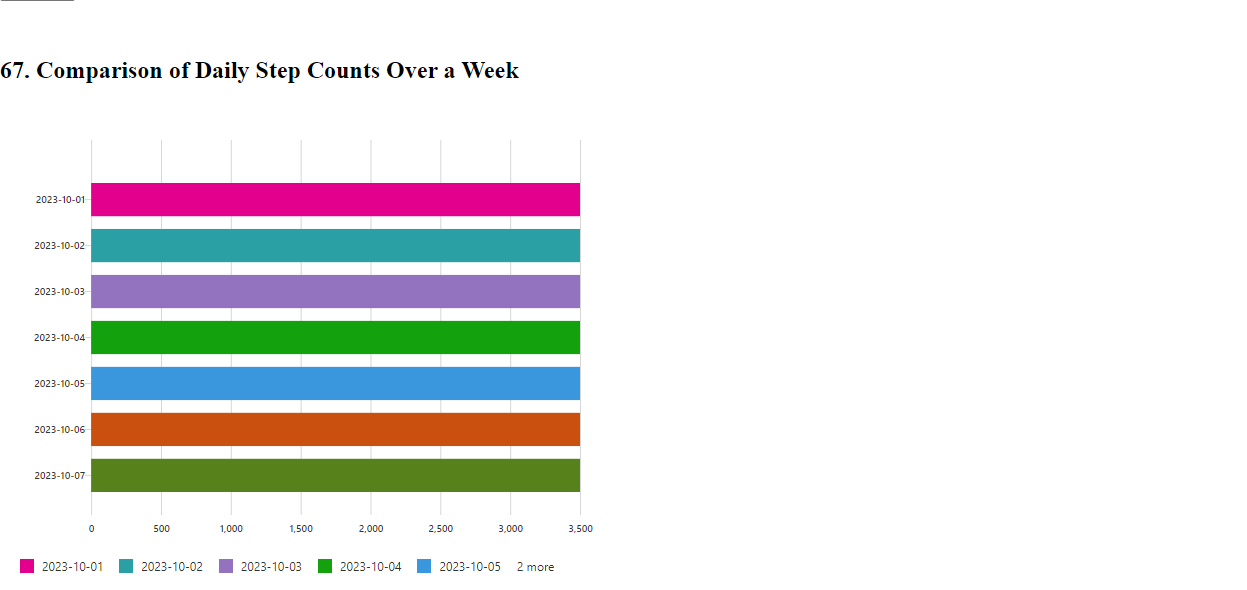 67. Comparison of Daily Step Counts Over a Week
2023-10-01
2023-10-02
2023-10-03
2023-10-04
2023-10-05
2023-10-06
2023-10-07
0 500 1,000 1,500 2,000 2,500 3,000 3,500
2023-10-01 2023-10-02 2023-10-03 2023-10-04 2023-10-05 2 more